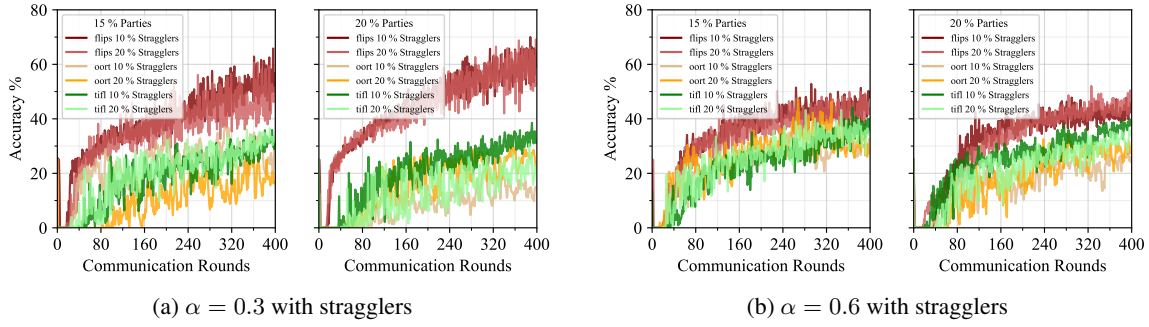 Accuracy %
80
60
40
20
0
15 % Parties
flips 10 % Stragglers
flips 20 % Stragglers
oort 10 % Stragglers
oort 20 % Stragglers
tifl 10 % Stragglers
tifl 20 % Stragglers
0 80 160 240 320 400
Communication Rounds
20 % Parties
flips 10 % Stragglers
flips 20 % Stragglers
oort 10 % Stragglers
oort 20 % Stragglers
tifl 10 % Stragglers
tifl 20 % Stragglers
0 80 160 240 320 400
Communication Rounds
(a) α = 0.3 with stragglers
Accuracy %
80
60
40
20
0
15 % Parties
flips 10 % Stragglers
flips 20 % Stragglers
oort 10 % Stragglers
oort 20 % Stragglers
tifl 10 % Stragglers
tifl 20 % Stragglers
0 80 160 240 320 400
Communication Rounds
20 % Parties
flips 10 % Stragglers
flips 20 % Stragglers
oort 10 % Stragglers
oort 20 % Stragglers
tifl 10 % Stragglers
tifl 20 % Stragglers
0 80 160 240 320 400
Communication Rounds
(b) α = 0.6 with stragglers